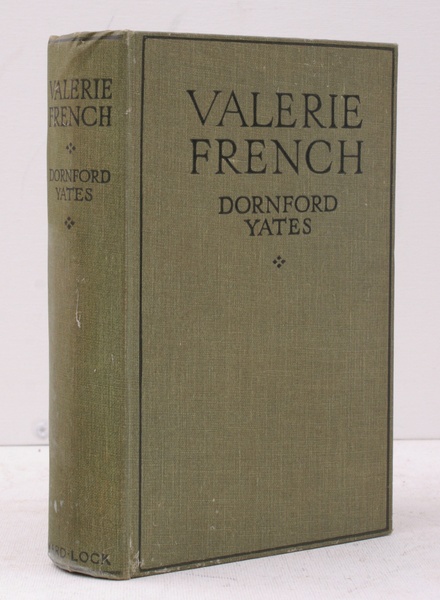 VALERIE
FRENCH
DORNFORD
YATES
VALERIE
FRENCH
DORNFORD
YATES
WARD·LOCK